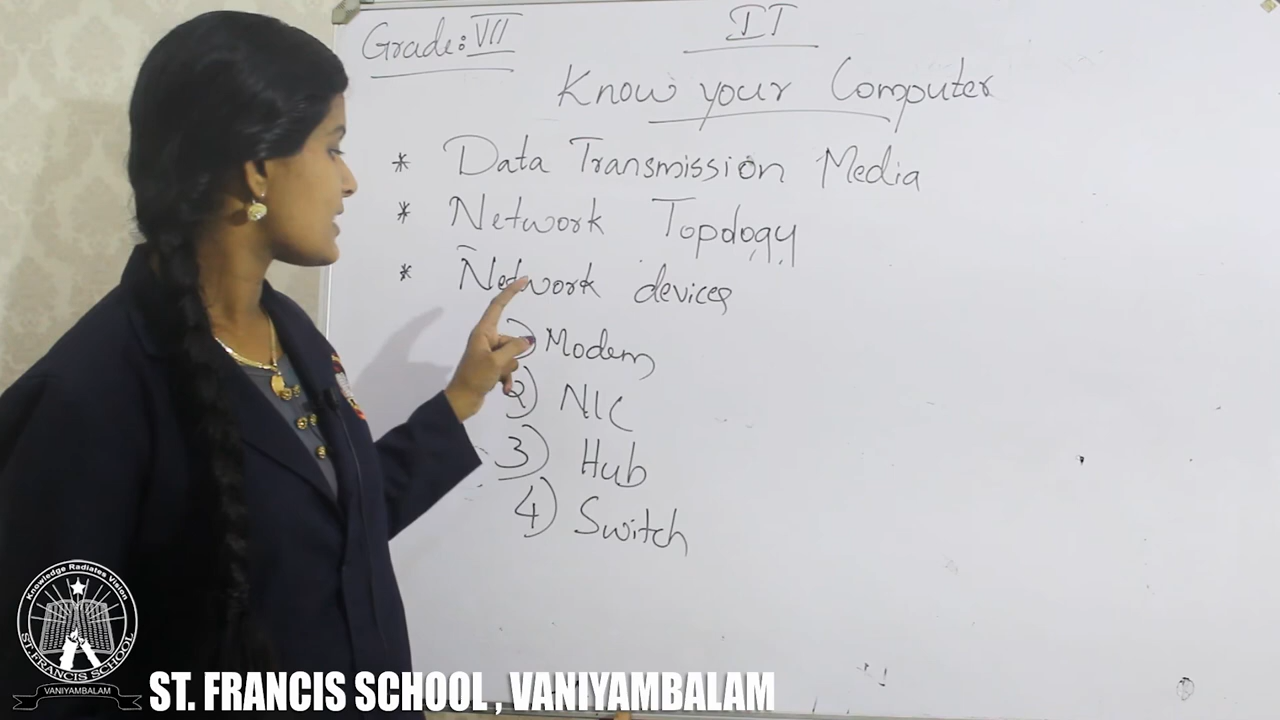 Grade: VII
IT
Know your Computer
* Data Transmission Media
* Network Topology
* Network devices
1) Modem
2) NIC
3) Hub
4) Switch
Knowledge Radiates Vision
ST.FRANCIS SCHOOL
VANIYAMBALAM
ST. FRANCIS SCHOOL , VANIYAMBALAM